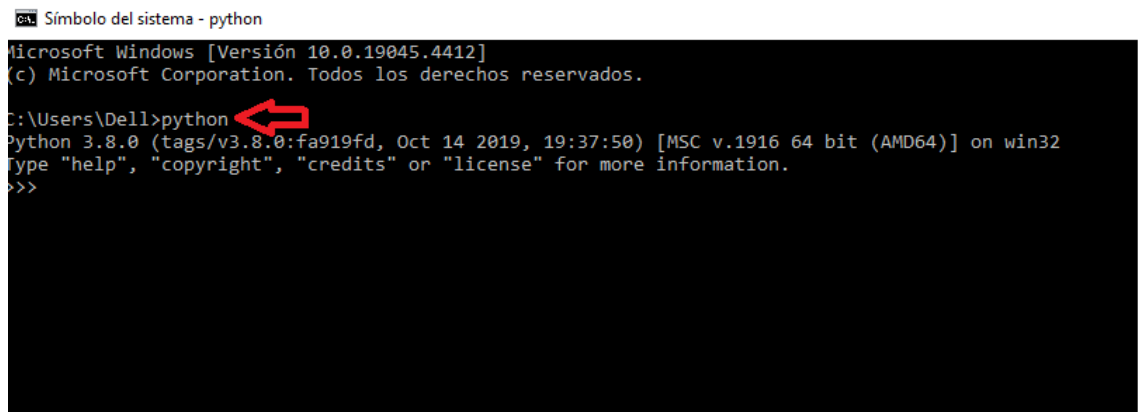 Símbolo del sistema - python
Microsoft Windows [Versión 10.0.19045.4412]
(c) Microsoft Corporation. Todos los derechos reservados.
C:\Users\Dell>python
Python 3.8.0 (tags/v3.8.0:fa919fd, Oct 14 2019, 19:37:50) [MSC v.1916 64 bit (AMD64)] on win32
Type "help", "copyright", "credits" or "license" for more information.
>>>